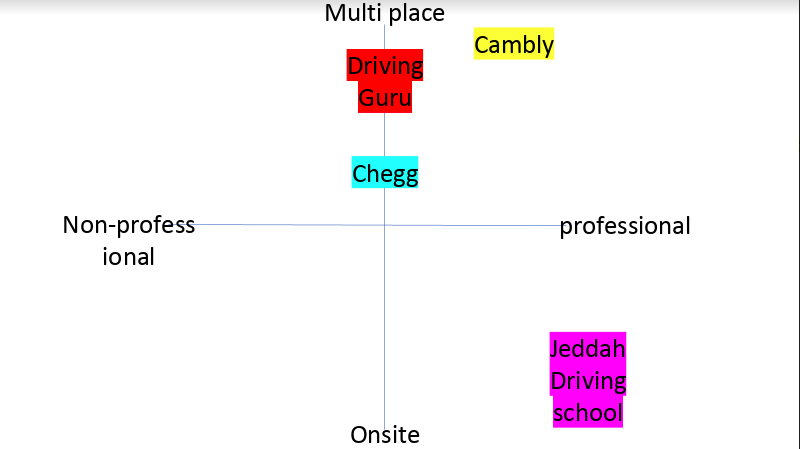 Multi place
Cambly
Driving
Guru
Chegg
Non-profess
ional
professional
Jeddah
Driving
school
Onsite